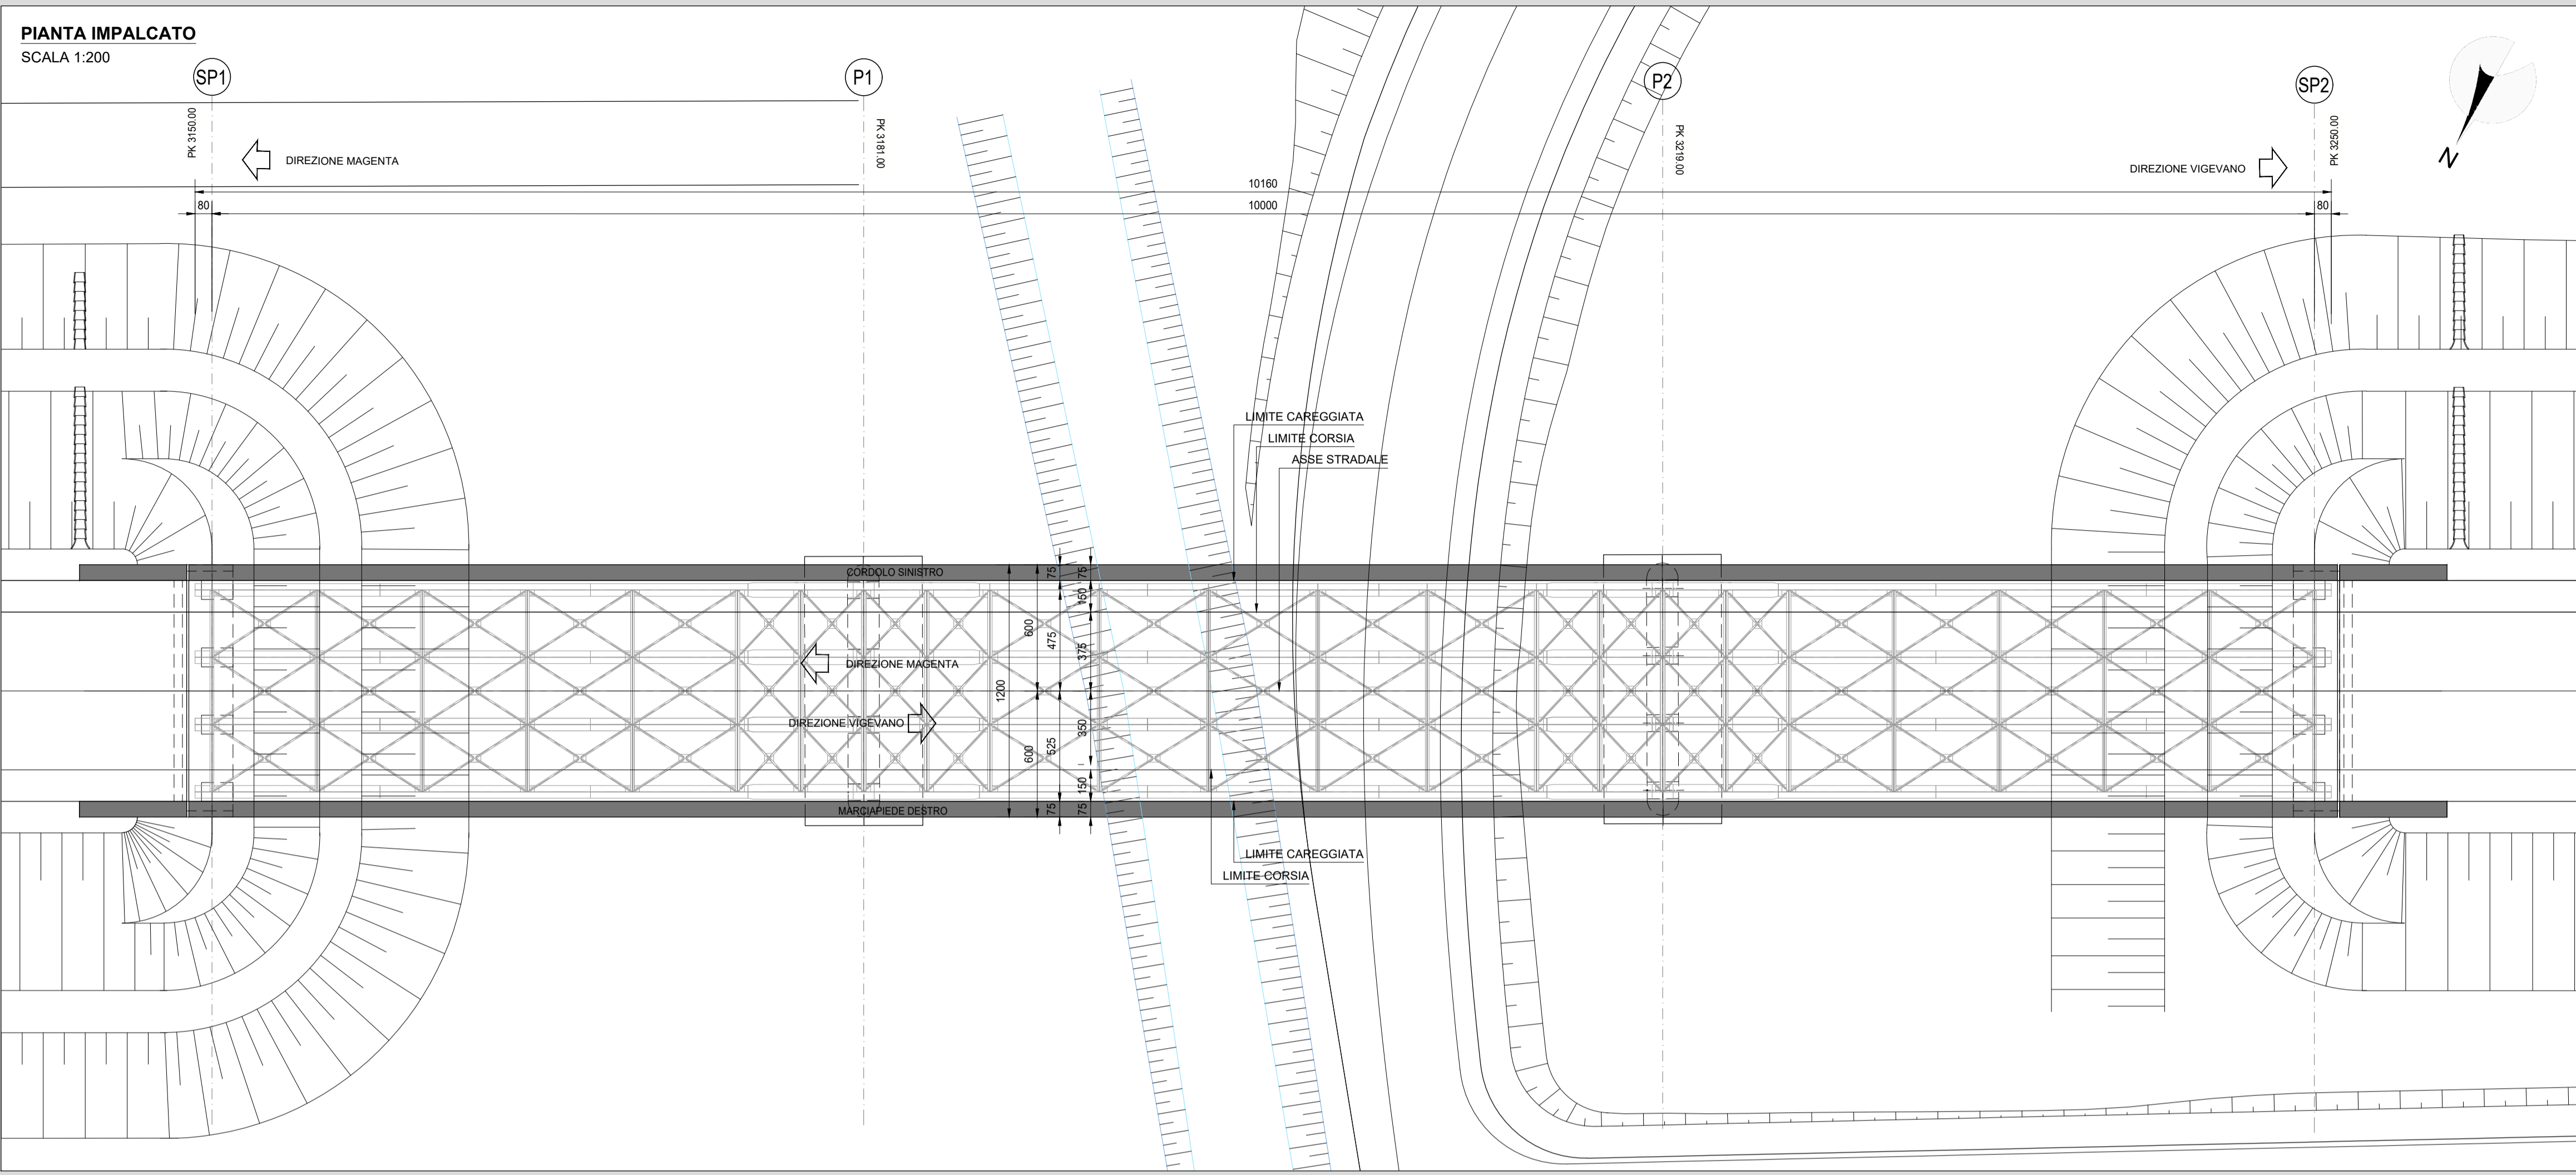 PIANTA IMPALCATO
SCALA 1:200
SP1
P1
P2
SP2
N
PK 3150.00
PK 3181.00
PK 3219.00
PK 3250.00
DIREZIONE MAGENTA
DIREZIONE VIGEVANO
10160
80
10000
80
LIMITE CAREGGIATA
LIMITE CORSIA
ASSE STRADALE
CORDOLO SINISTRO
75
75
150
600
475
375
DIREZIONE MAGENTA
1200
DIREZIONE VIGEVANO
350
525
600
150
75
75
MARCIAPIEDE DESTRO
LIMITE CAREGGIATA
LIMITE CORSIA